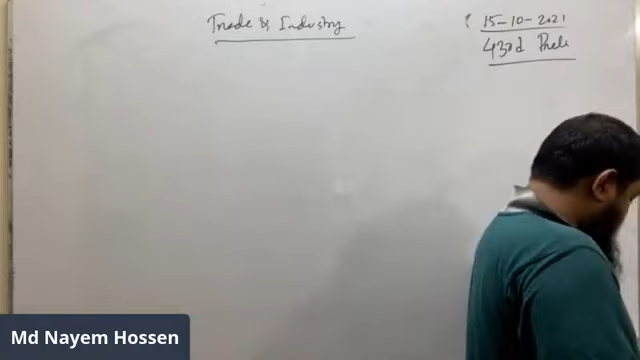 Trade & Industry
15-10-2021
43rd Preli
Md Nayem Hossen